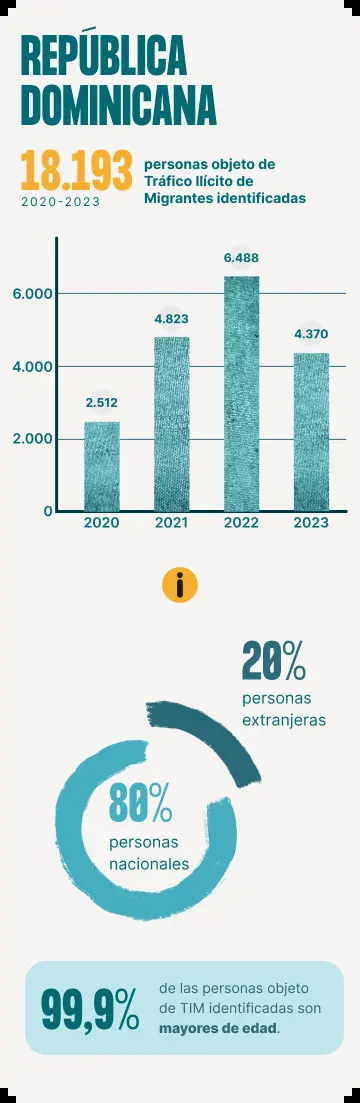 REPÚBLICA
DOMINICANA
18.193
2020-2023
personas objeto de
Tráfico Ilícito de
Migrantes identificadas
6.488
6.000
4.823
4.370
4.000
2.512
2.000
0
2020 2021 2022 2023
i
20%
personas
extranjeras
80%
personas
nacionales
99,9%
de las personas objeto
de TIM identificadas son
mayores de edad.